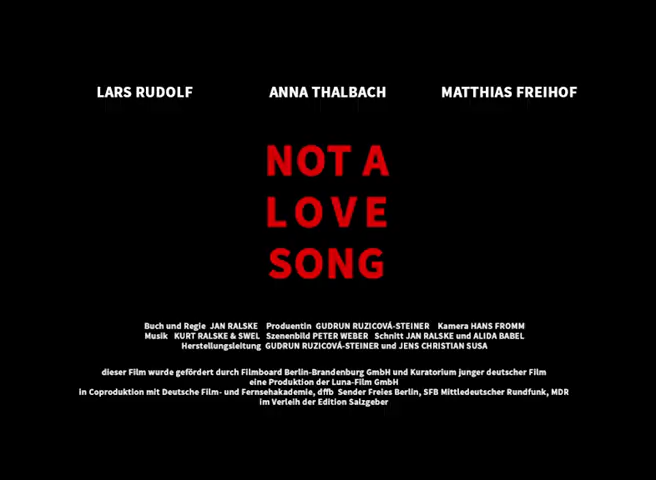 LARS RUDOLF ANNA THALBACH MATTHIAS FREIHOF
NOT A
LOVE
SONG
Buch und Regie JAN RALSKE Produentin GUDRUN RUZICOVÁ-STEINER Kamera HANS FROMM
Musik KURT RALSKE & SWEL Szenenbild PETER WEBER Schnitt JAN RALSKE und ALIDA BABEL
Herstellungsleitung GUDRUN RUZICOVÁ-STEINER und JENS CHRISTIAN SUSA
dieser Film wurde gefördert durch Filmboard Berlin-Brandenburg GmbH und Kuratorium junger deutscher Film
eine Produktion der Luna-Film GmbH
in Coproduktion mit Deutsche Film- und Fernsehakademie, dffb Sender Freies Berlin, SFB Mittledeutscher Rundfunk, MDR
im Verleih der Edition Salzgeber